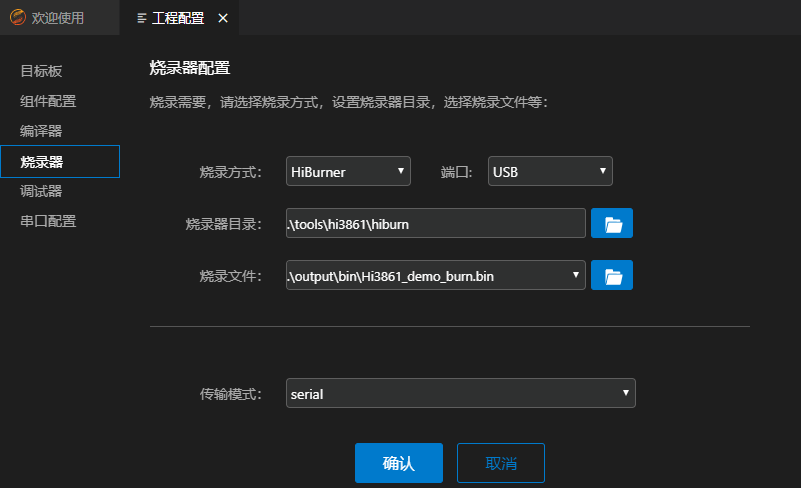 欢迎使用
工程配置
目标板
组件配置
编译器
烧录器
调试器
串口配置
烧录器配置
烧录需要，请选择烧录方式，设置烧录器目录，选择烧录文件等：
烧录方式： HiBurner 端口: USB
烧录器目录： .\tools\hi3861\hiburn
烧录文件： .\output\bin\Hi3861_demo_burn.bin
传输模式： serial
确认 取消